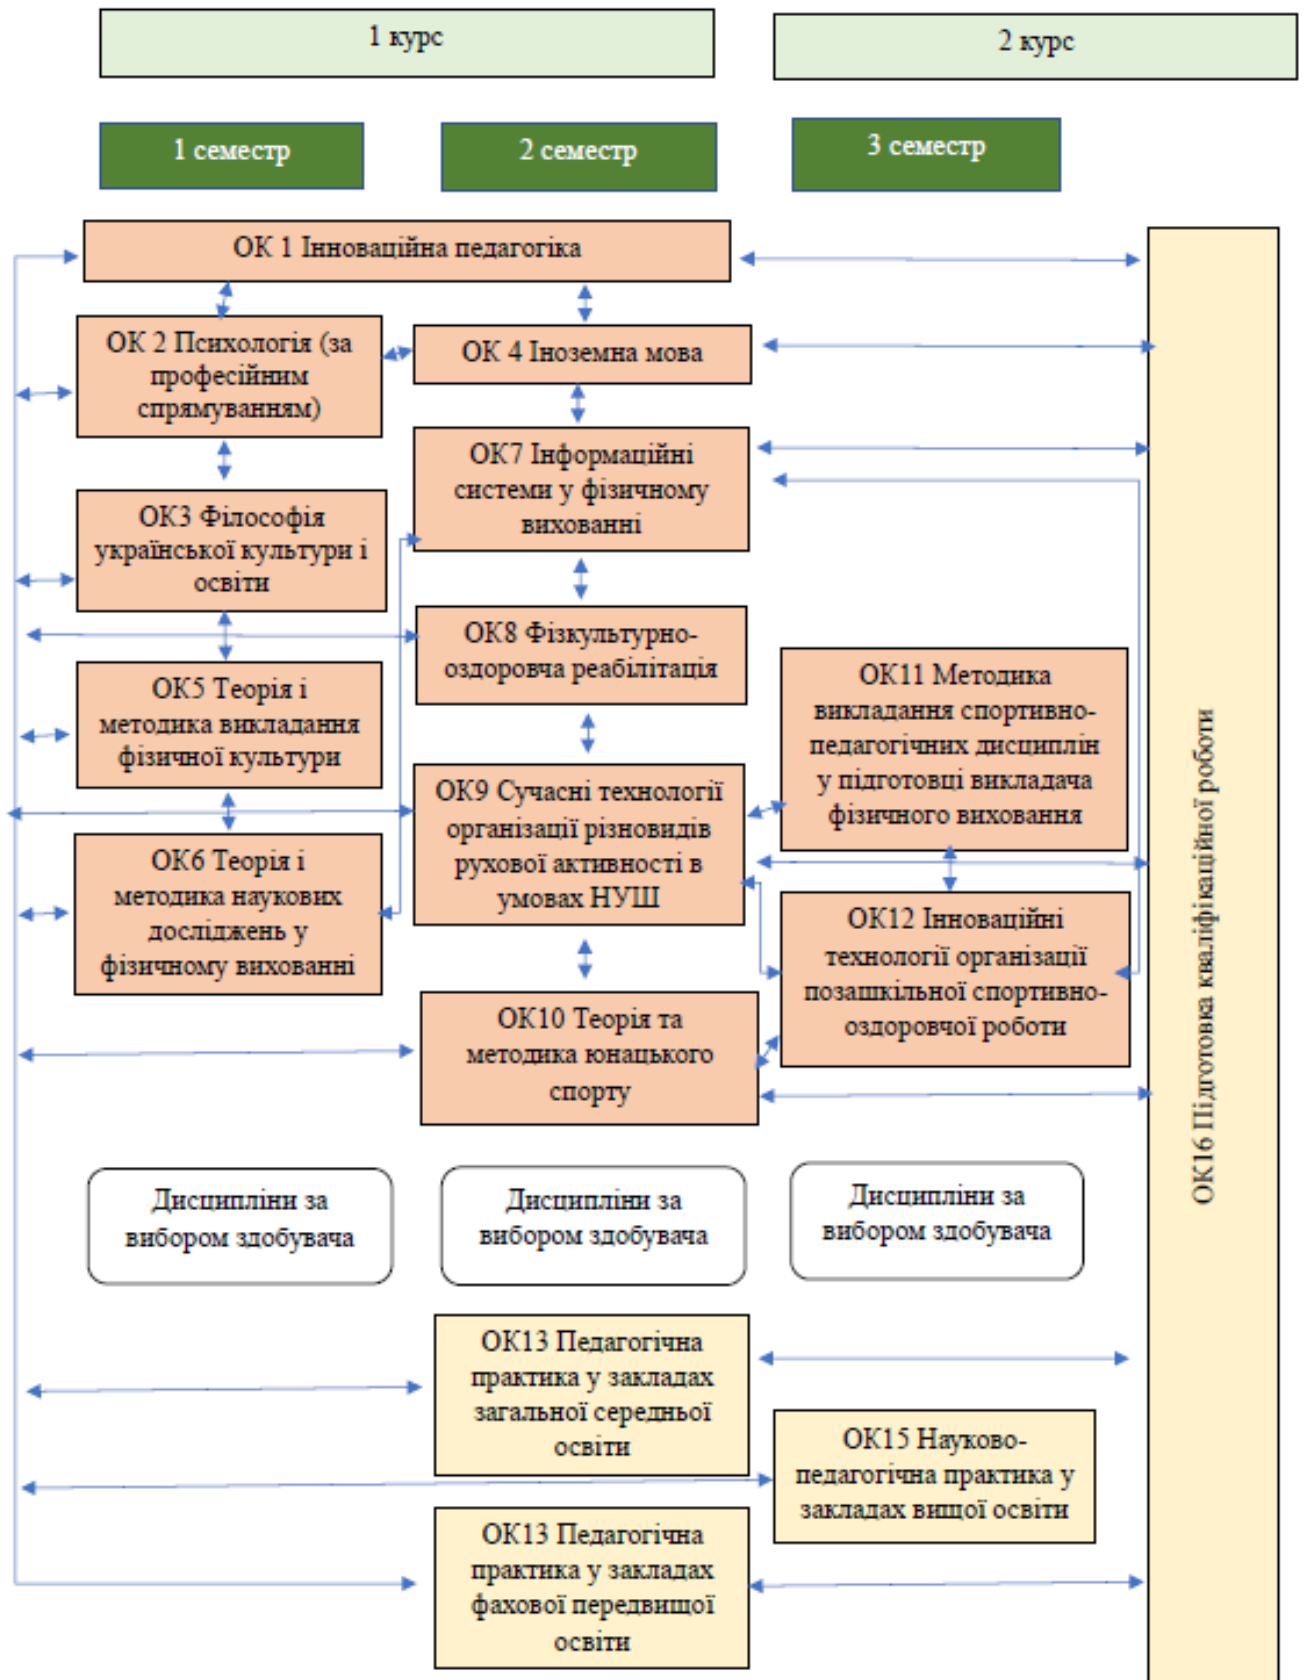 1 курс
2 курс
1 семестр
2 семестр
3 семестр
ОК 1 Інноваційна педагогіка
ОК 2 Психологія (за
професійним
спрямуванням)
ОК 4 Іноземна мова
ОК7 Інформаційні
системи у фізичному
вихованні
ОК3 Філософія
української культури і
освіти
ОК8 Фізкультурно-
оздоровча реабілітація
ОК5 Теорія і
методика викладання
фізичної культури
ОК11 Методика
викладання спортивно-
педагогічних дисциплін
у підготовці викладача
фізичного виховання
ОК9 Сучасні технології
організації різновидів
рухової активності в
умовах НУШ
ОК6 Теорія і
методика наукових
досліджень у
фізичному вихованні
ОК12 Інноваційні
технології організації
позашкільної спортивно-
оздоровчої роботи
ОК10 Теорія та
методика юнацького
спорту
ОК16 Підготовка кваліфікаційної роботи
Дисципліни за
вибором здобувача
Дисципліни за
вибором здобувача
Дисципліни за
вибором здобувача
ОК13 Педагогічна
практика у закладах
загальної середньої
освіти
ОК15 Науково-
педагогічна практика у
закладах вищої освіти
ОК13 Педагогічна
практика у закладах
фахової передвищої
освіти